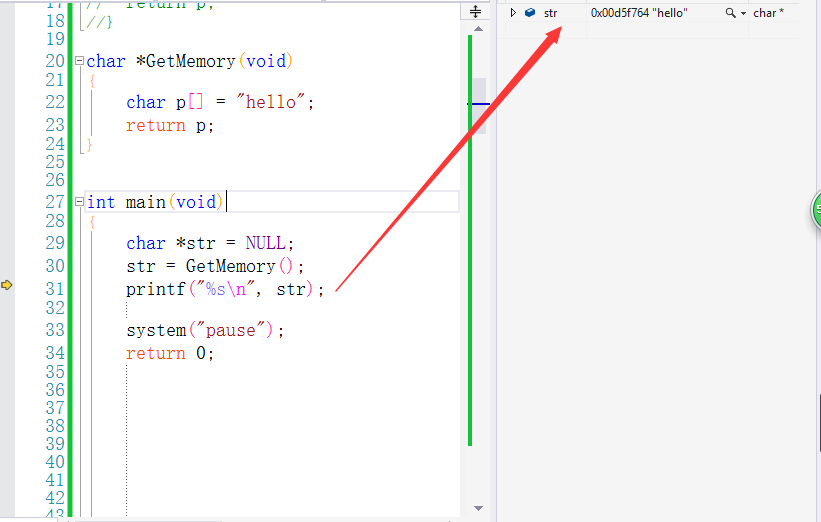 17 // return p;
18 //}
19
20 char *GetMemory(void)
21 {
22 char p[] = "hello";
23 return p;
24 }
25
26
27 int main(void)
28 {
29 char *str = NULL;
30 str = GetMemory();
31 printf("%s\n", str);
32
33 system("pause");
34 return 0;
35
36
37
38
39
40
41
42
43
str 0x00d5f764 "hello" char *